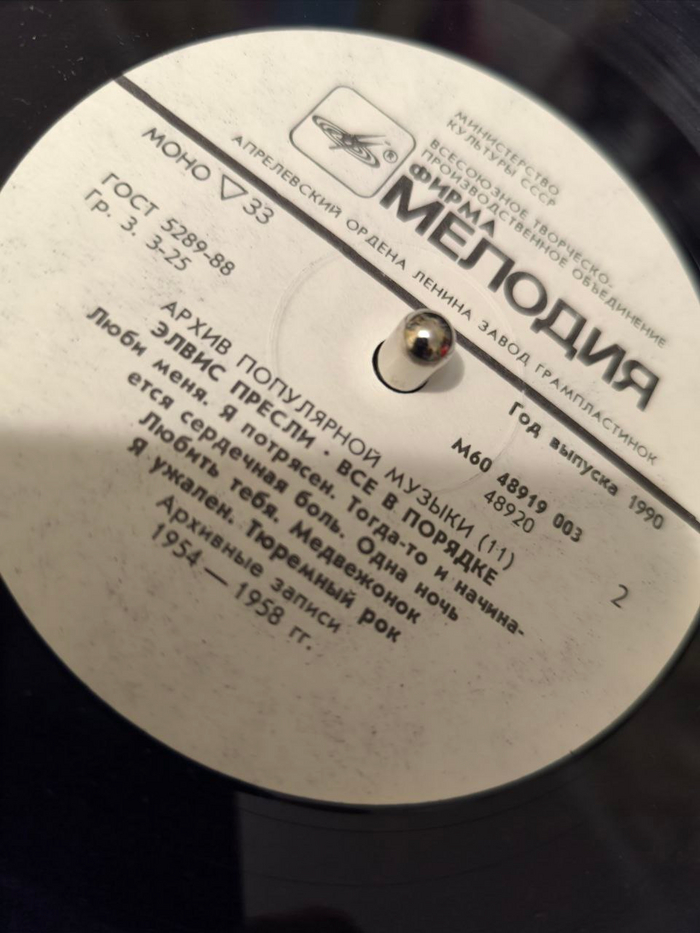 МИНИСТЕРСТВО
КУЛЬТУРЫ СССР
ВСЕСОЮЗНОЕ ТВОРЧЕСКО-
ПРОИЗВОДСТВЕННОЕ ОБЪЕДИНЕНИЕ
ФИРМА
МЕЛОДИЯ
®
АПРЕЛЕВСКИЙ ОРДЕНА ЛЕНИНА ЗАВОД ГРАМПЛАСТИНОК
МОНО 33
ГОСТ 5289-88
Гр. 3. 3-25
Год выпуска 1990
М60 48919 003
48920
2
АРХИВ ПОПУЛЯРНОЙ МУЗЫКИ (11)
ЭЛВИС ПРЕСЛИ · ВСЕ В ПОРЯДКЕ
Люби меня. Я потрясен. Тогда-то и начина-
ется сердечная боль. Одна ночь
Любить тебя. Медвежонок
Я ужален. Тюремный рок
Архивные записи
1954 — 1958 гг.